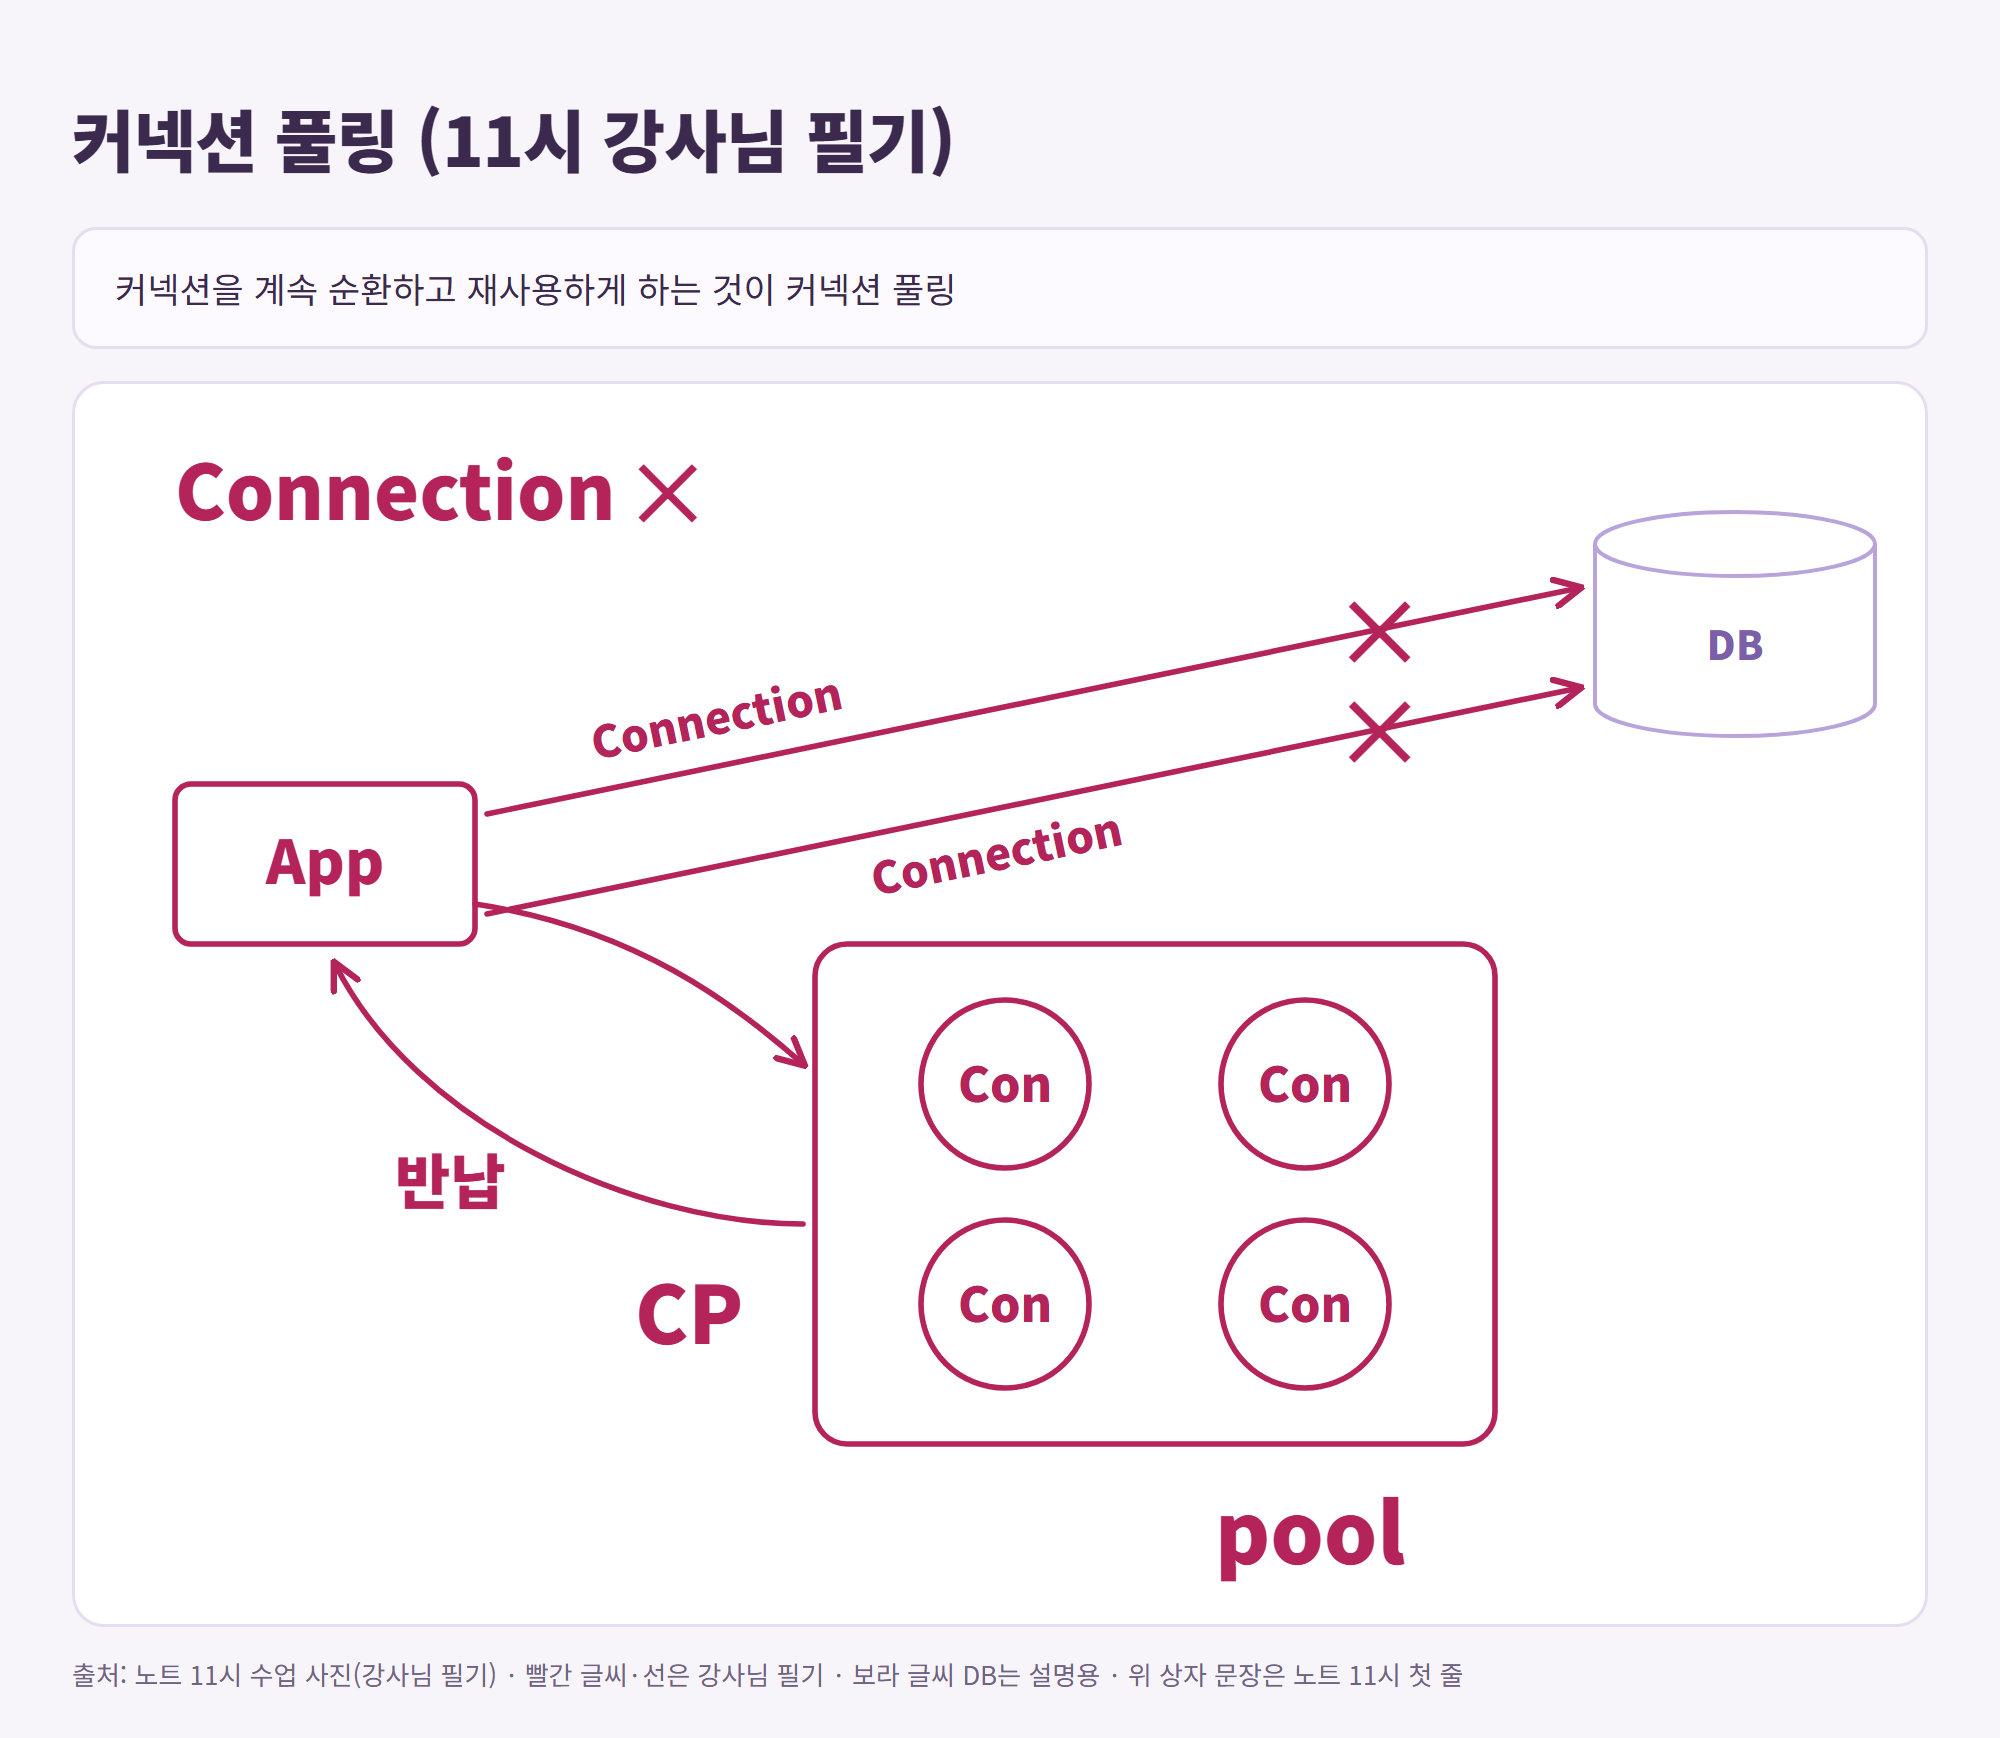 커넥션 풀링 (11시 강사님 필기)
커넥션을 계속 순환하고 재사용하게 하는 것이 커넥션 풀링
Connection ×
DB
Connection
Connection
App
Con
Con
반납
Con
Con
CP
pool
출처: 노트 11시 수업 사진(강사님 필기) · 빨간 글씨·선은 강사님 필기 · 보라 글씨 DB는 설명용 · 위 상자 문장은 노트 11시 첫 줄